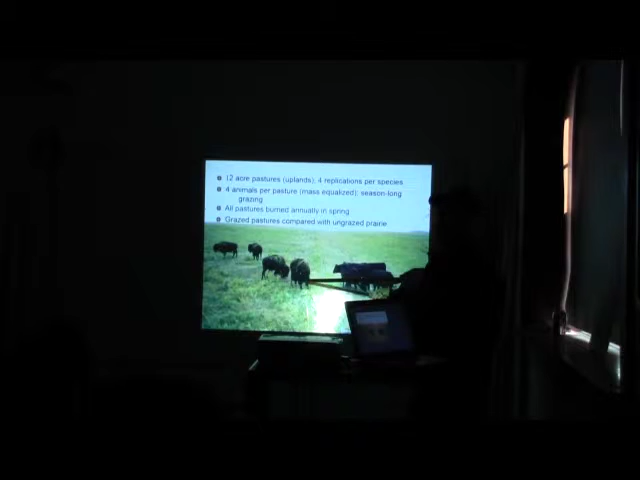 12 acre pastures (uplands); 4 replications per species
4 animals per pasture (mass equalized): season-long
grazing
All pastures burned annually in spring
Grazed pastures compared with ungrazed prairie